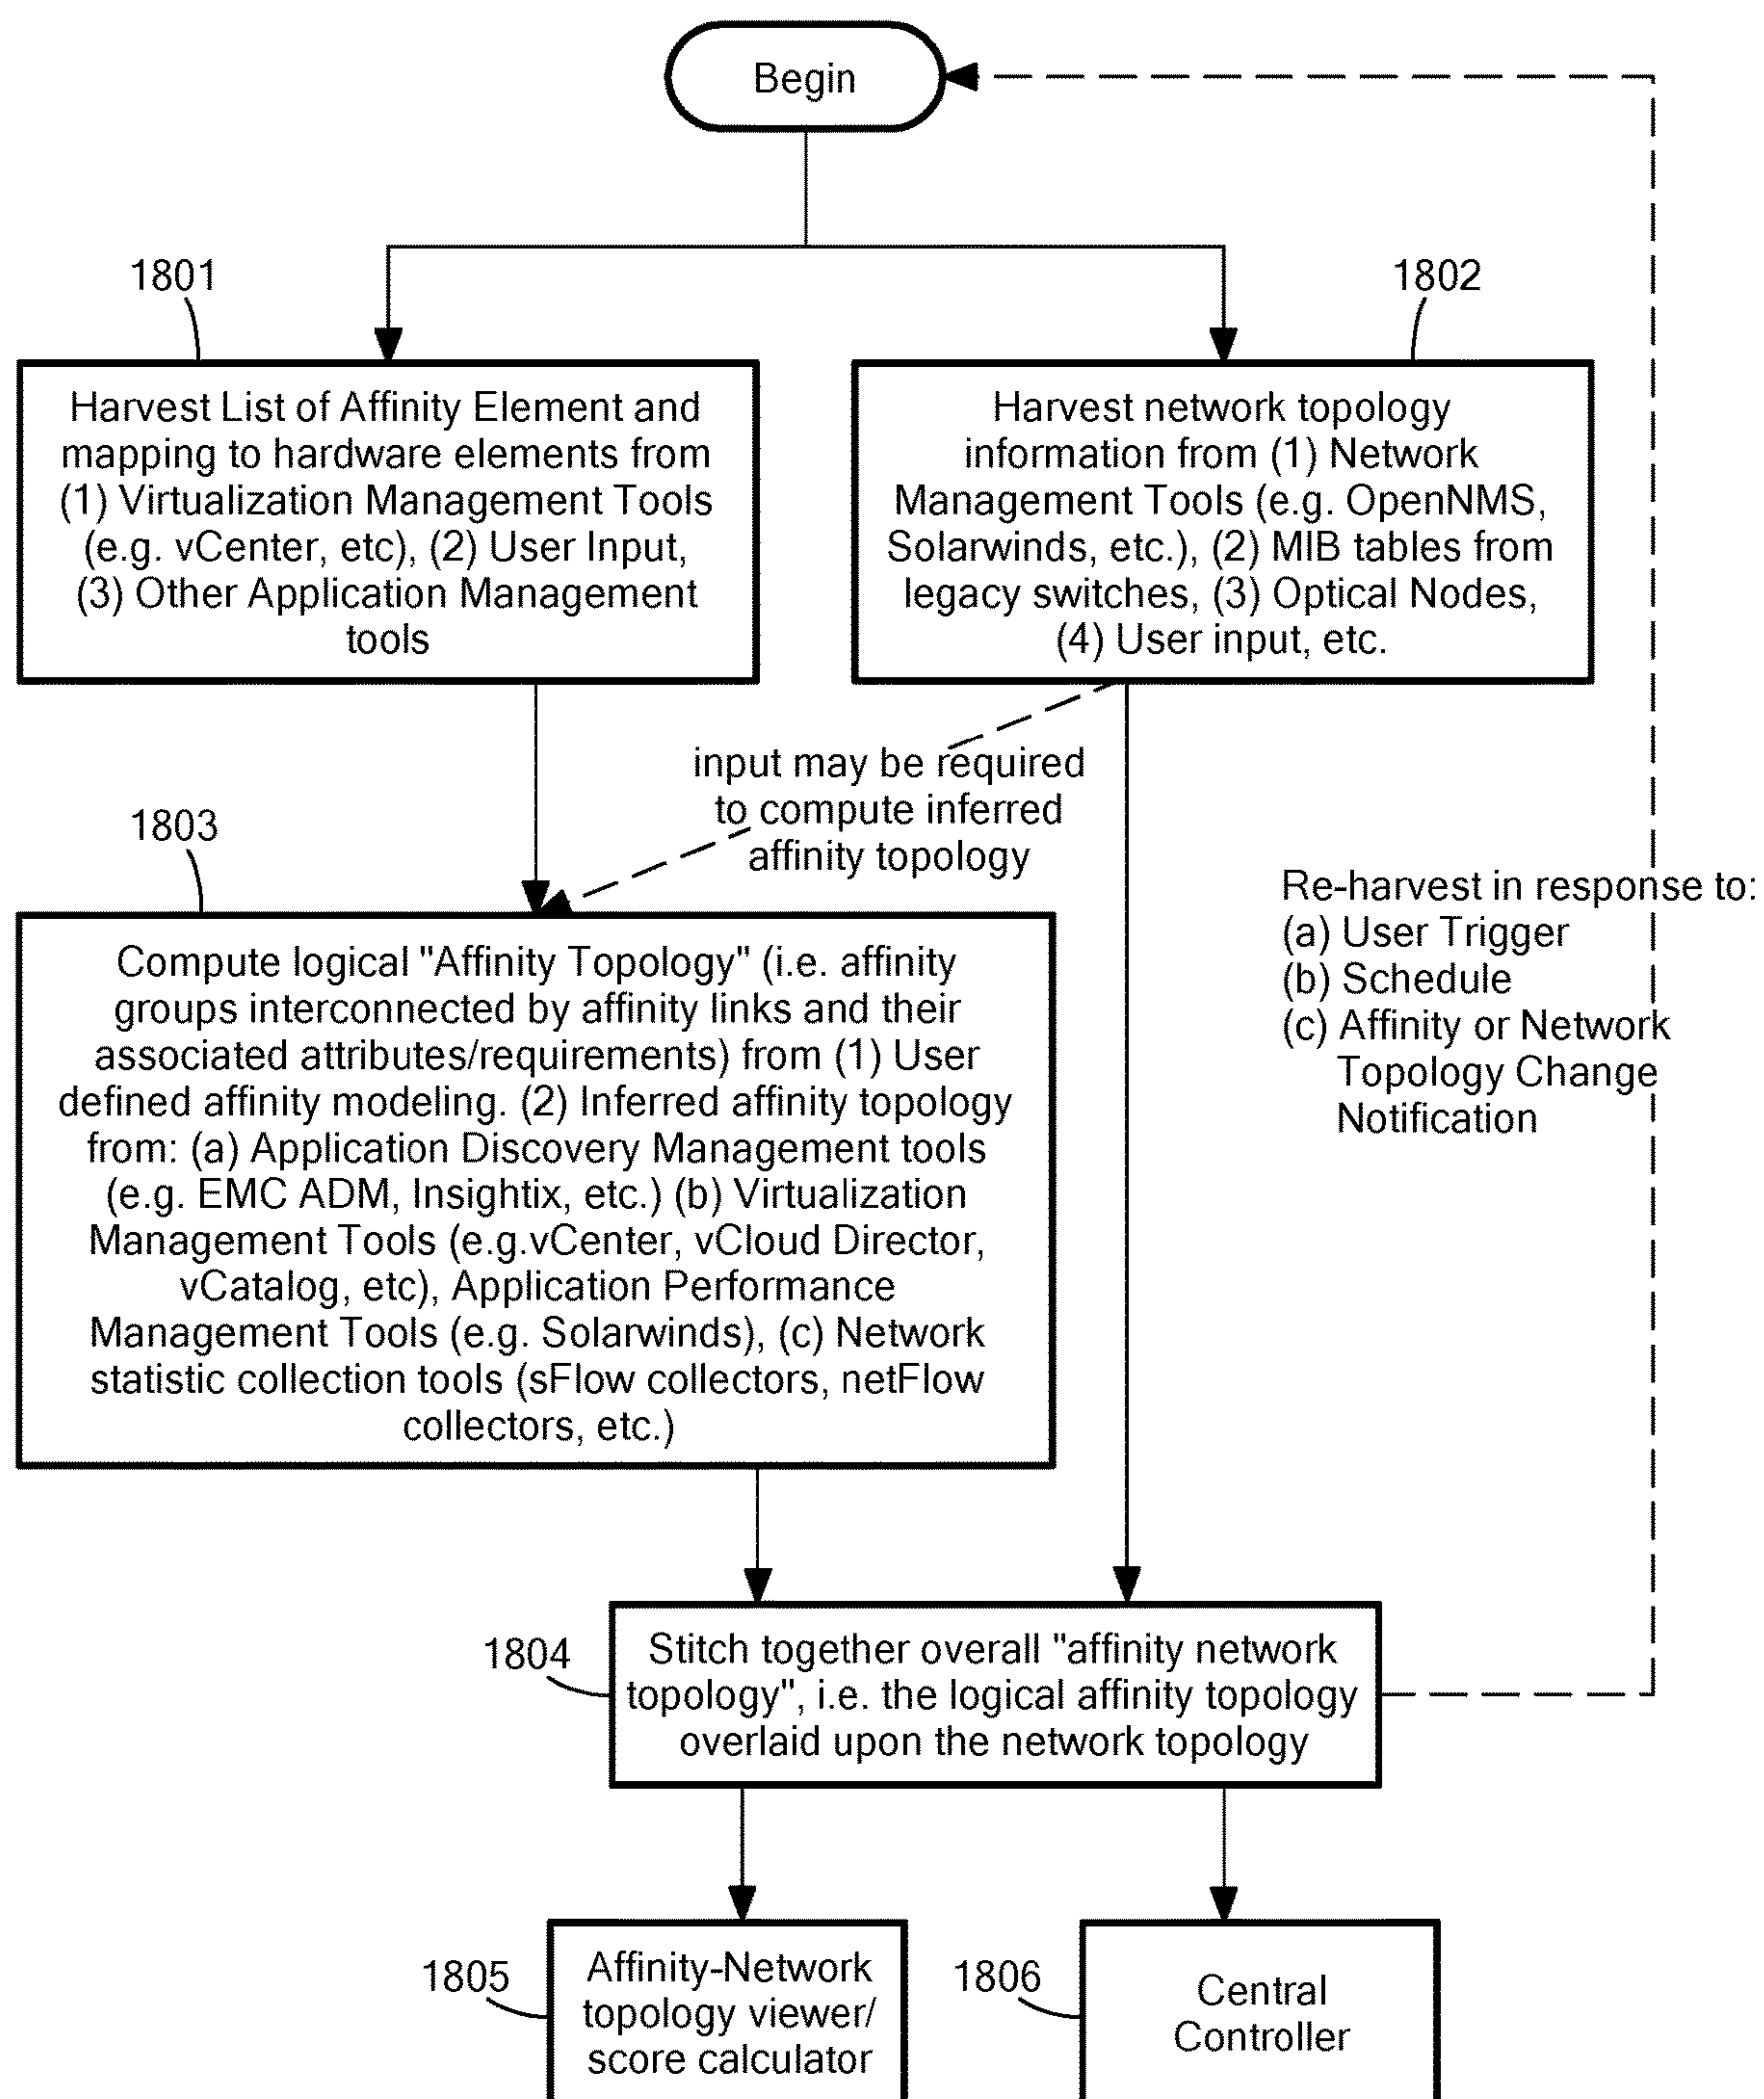 Begin
1801
1802
Harvest List of Affinity Element and
mapping to hardware elements from
(1) Virtualization Management Tools
(e.g. vCenter, etc), (2) User Input,
(3) Other Application Management
tools
Harvest network topology
information from (1) Network
Management Tools (e.g. OpenNMS,
Solarwinds, etc.), (2) MIB tables from
legacy switches, (3) Optical Nodes,
(4) User input, etc.
input may be required
to compute inferred
affinity topology
1803
Re-harvest in response to:
(a) User Trigger
(b) Schedule
(c) Affinity or Network
Topology Change
Notification
Compute logical "Affinity Topology" (i.e. affinity
groups interconnected by affinity links and their
associated attributes/requirements) from (1) User
defined affinity modeling. (2) Inferred affinity topology
from: (a) Application Discovery Management tools
(e.g. EMC ADM, Insightix, etc.) (b) Virtualization
Management Tools (e.g.vCenter, vCloud Director,
vCatalog, etc), Application Performance
Management Tools (e.g. Solarwinds), (c) Network
statistic collection tools (sFlow collectors, netFlow
collectors, etc.)
1804
Stitch together overall "affinity network
topology", i.e. the logical affinity topology
overlaid upon the network topology
1805
Affinity-Network
topology viewer/
score calculator
1806
Central
Controller